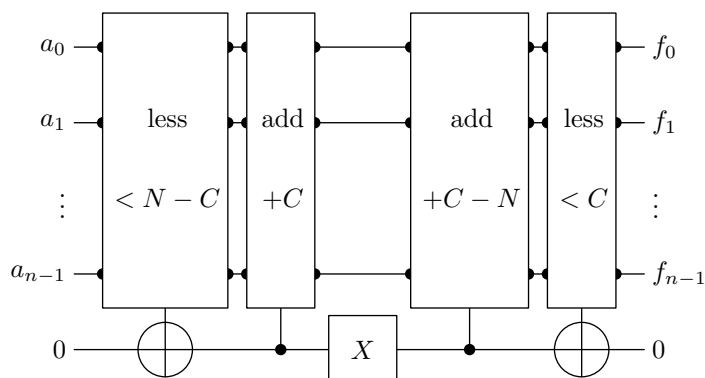 a_0 f_0
a_1 less add add less f_1
⋮ < N − C +C +C − N < C ⋮
a_{n−1} f_{n−1}
0 X 0